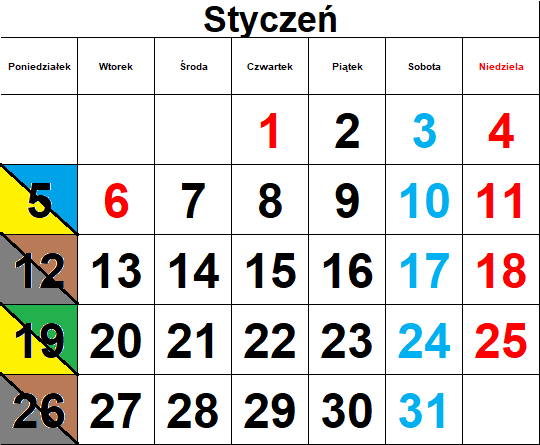 Styczeń
Poniedziałek Wtorek Środa Czwartek Piątek Sobota Niedziela
1 2 3 4
5 6 7 8 9 10 11
12 13 14 15 16 17 18
19 20 21 22 23 24 25
26 27 28 29 30 31